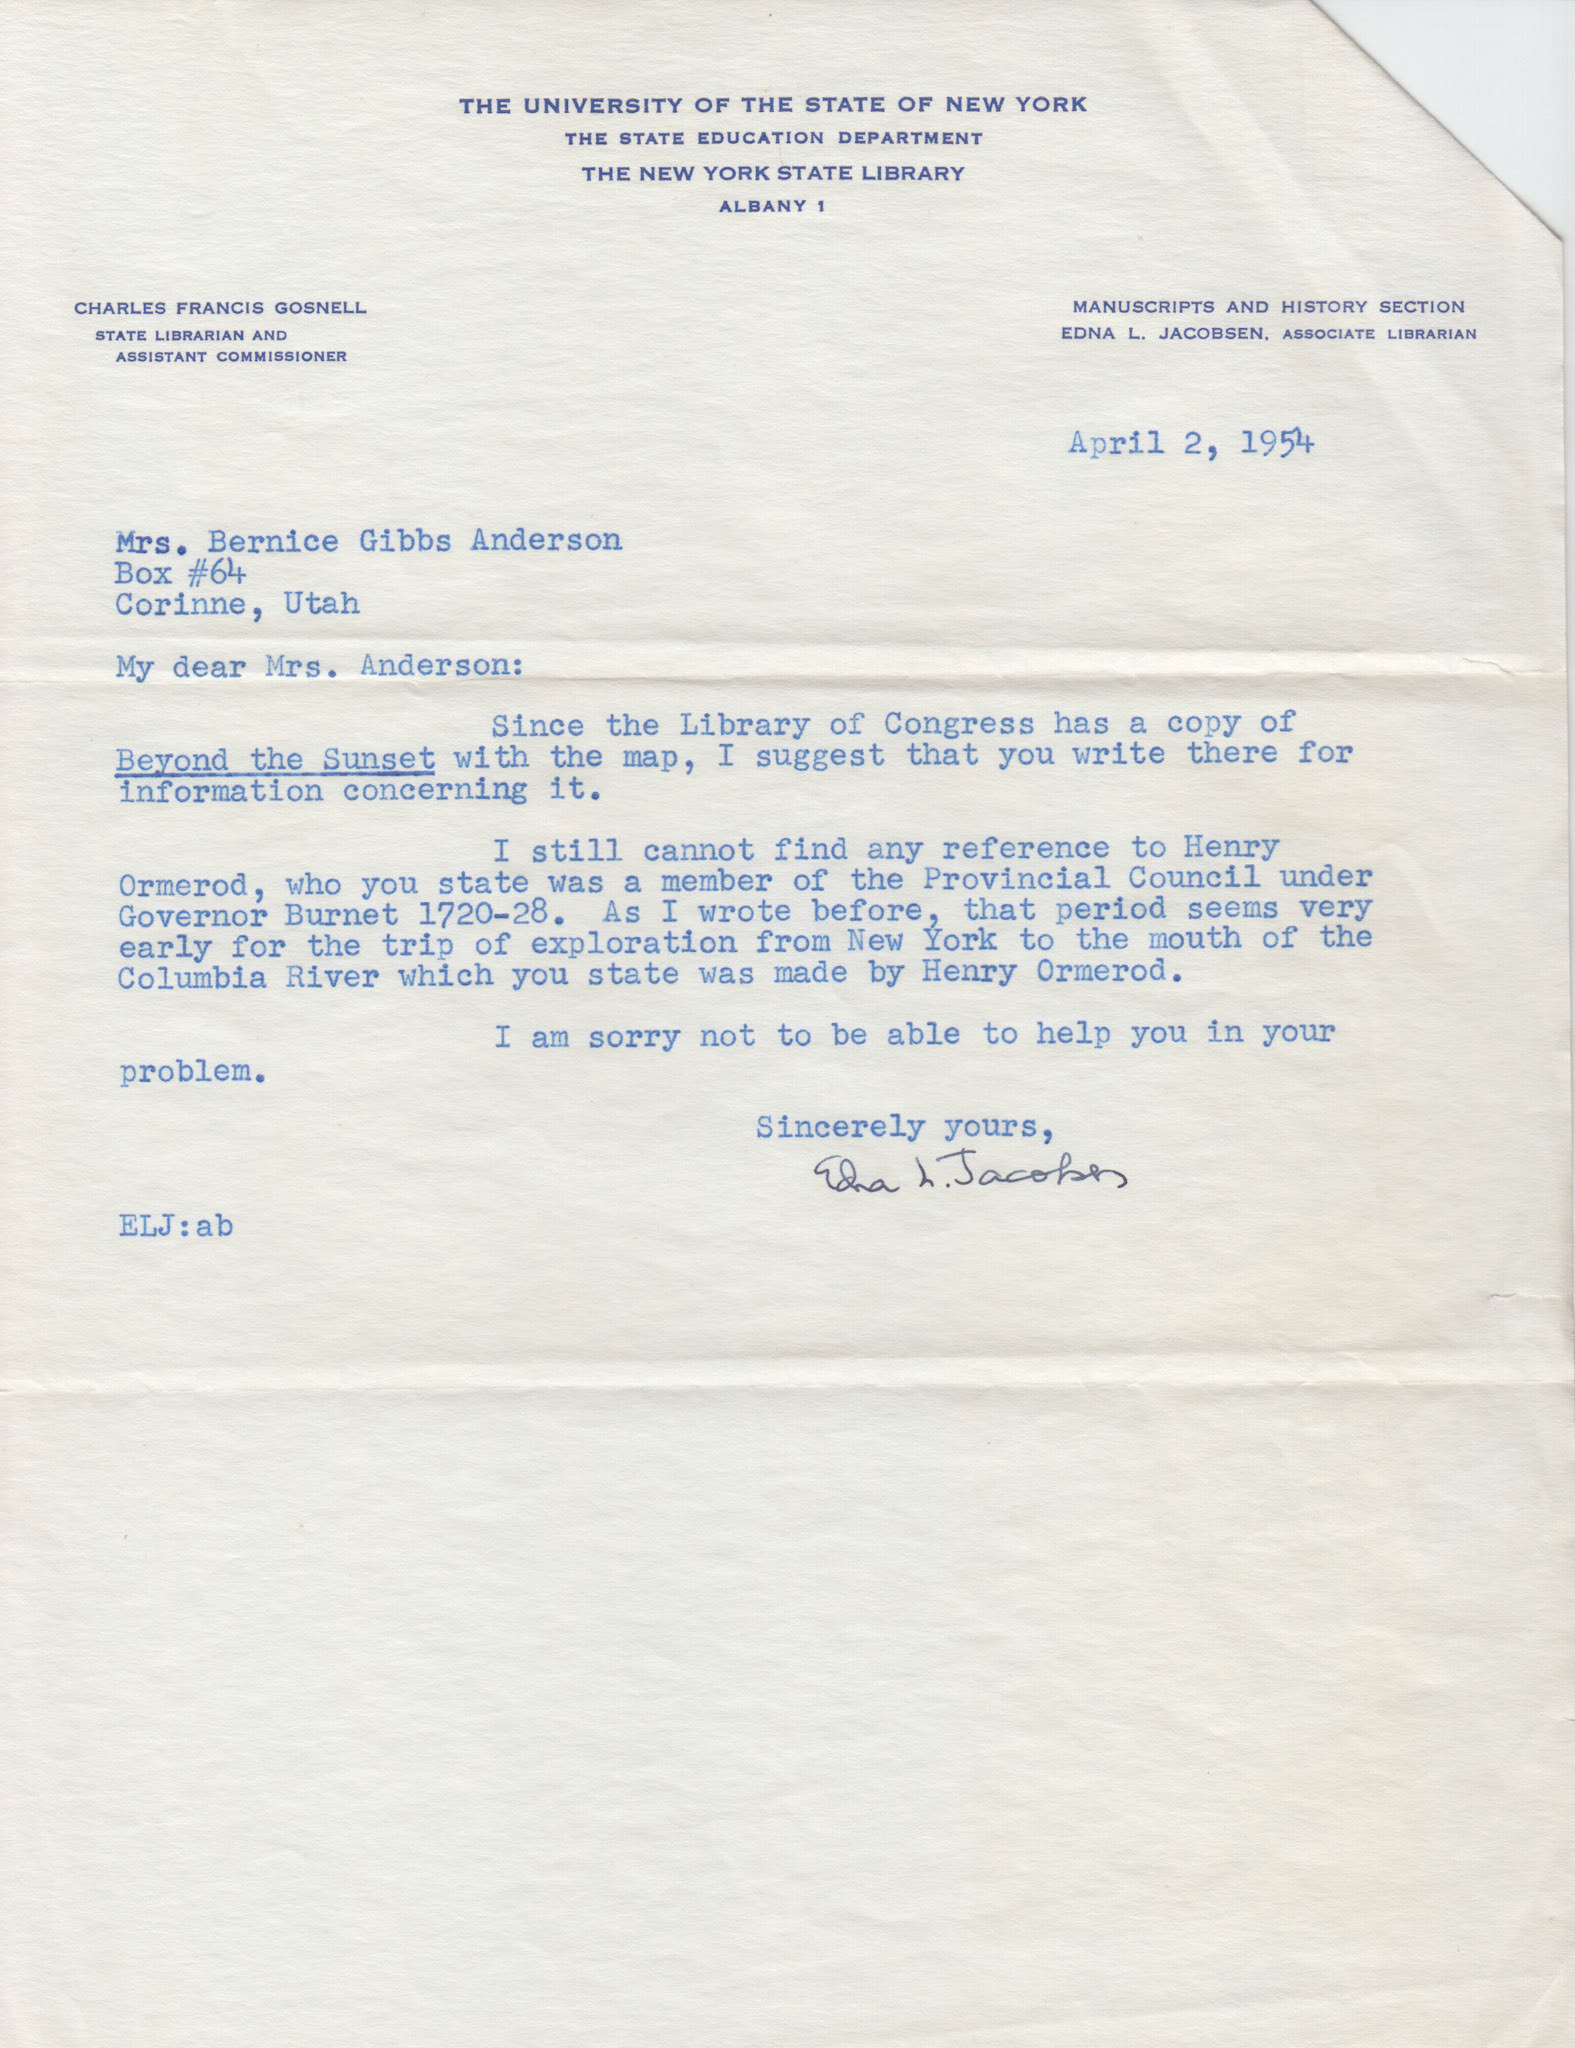 THE UNIVERSITY OF THE STATE OF NEW YORK
THE STATE EDUCATION DEPARTMENT
THE NEW YORK STATE LIBRARY
ALBANY 1
CHARLES FRANCIS GOSNELL
STATE LIBRARIAN AND
ASSISTANT COMMISSIONER
MANUSCRIPTS AND HISTORY SECTION
EDNA L. JACOBSEN, ASSOCIATE LIBRARIAN
April 2, 1954
Mrs. Bernice Gibbs Anderson
Box #64
Corinne, Utah
My dear Mrs. Anderson:
Since the Library of Congress has a copy of
Beyond the Sunset with the map, I suggest that you write there for
information concerning it.
I still cannot find any reference to Henry
Ormerod, who you state was a member of the Provincial Council under
Governor Burnet 1720-28. As I wrote before, that period seems very
early for the trip of exploration from New York to the mouth of the
Columbia River which you state was made by Henry Ormerod.
I am sorry not to be able to help you in your
problem.
Sincerely yours,
Edna L. Jacobsen
ELJ:ab